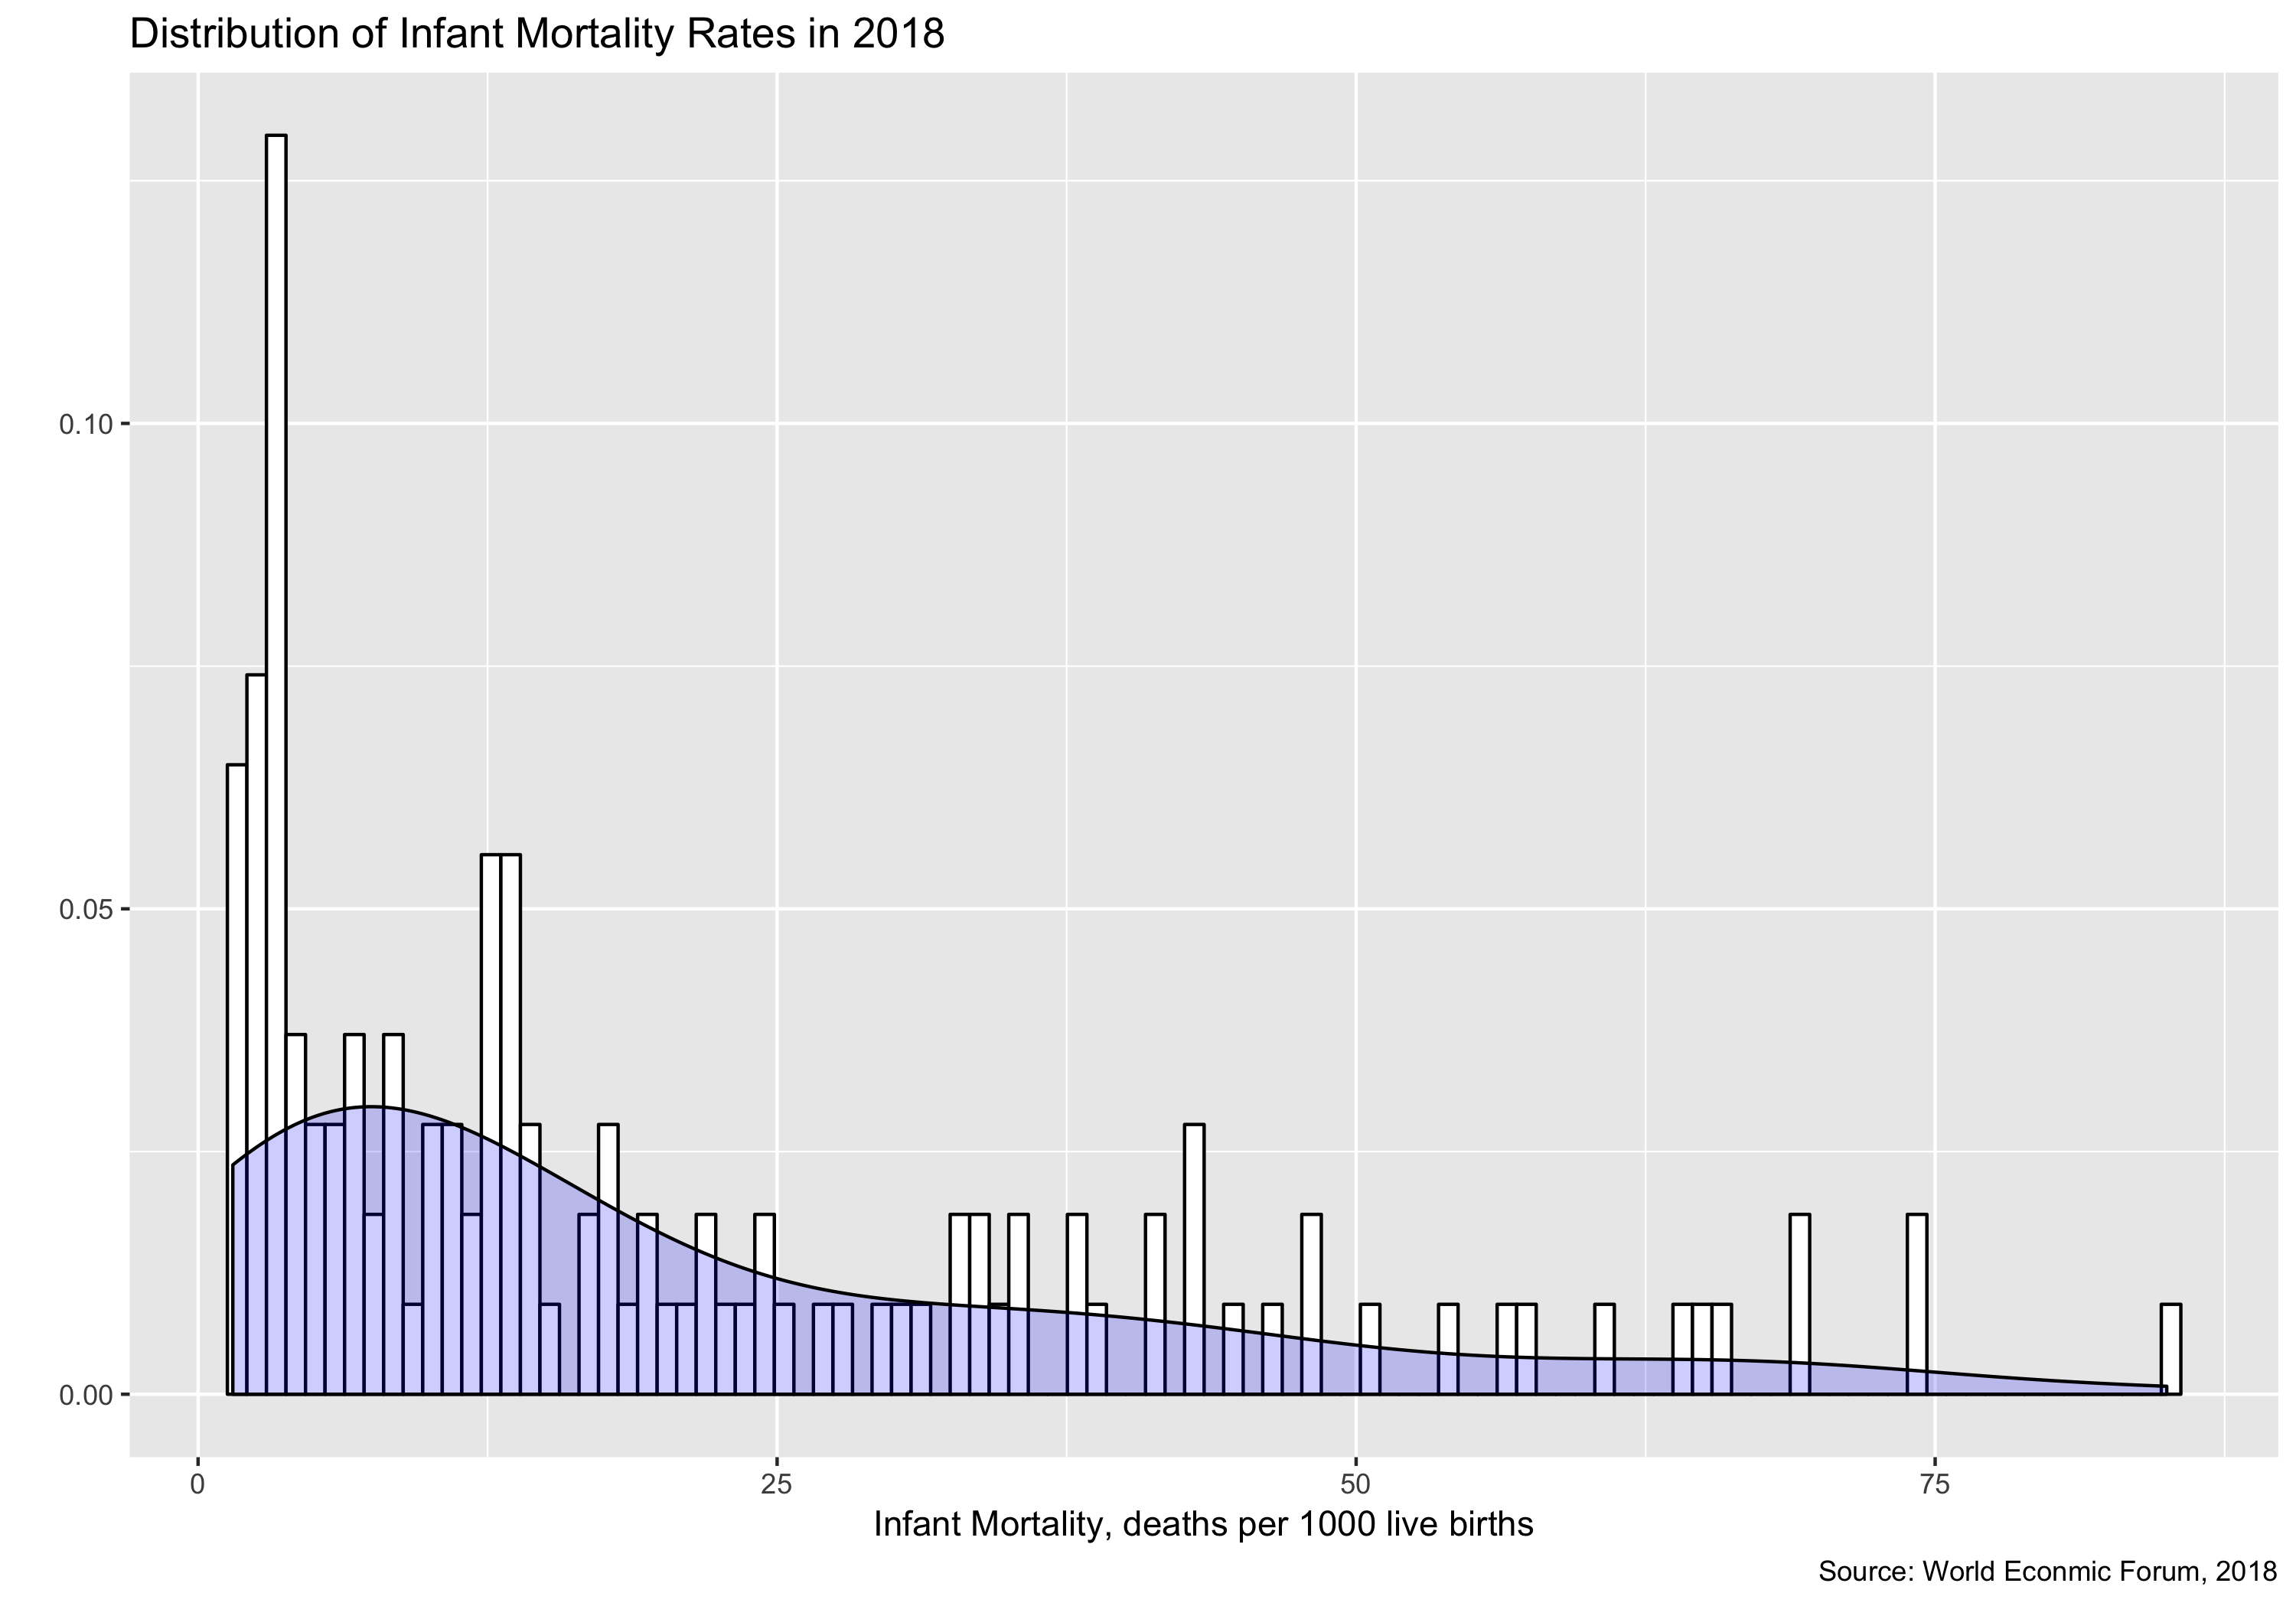 Distribution of Infant Mortality Rates in 2018
0.10
0.05
0.00
0 25 50 75
Infant Mortality, deaths per 1000 live births
Source: World Econmic Forum, 2018